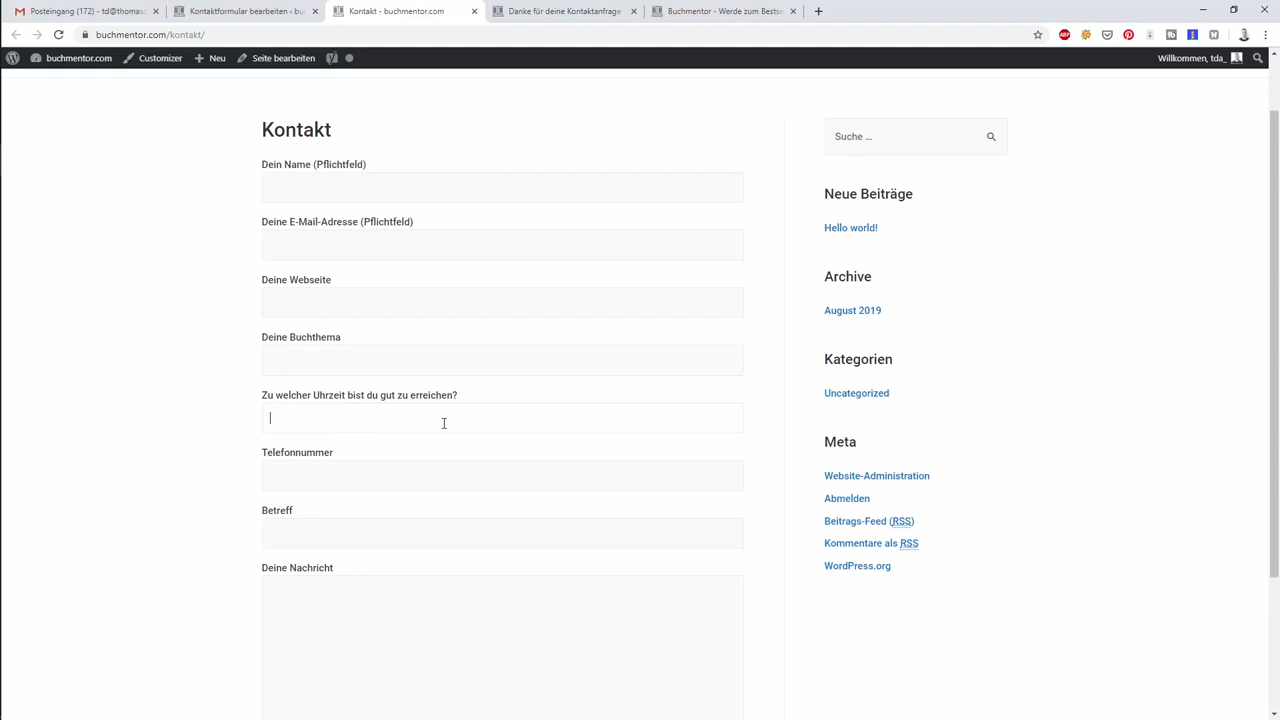 Posteingang (172) - td@thomasc
Kontaktformular bearbeiten ‹ bu
Kontakt - buchmentor.com
Danke für deine Kontaktanfrage
Buchmentor - Werde zum Bestse
buchmentor.com/kontakt/
buchmentor.com
Customizer
Neu
Seite bearbeiten
Willkommen, tda_
Kontakt
Dein Name (Pflichtfeld)
Deine E-Mail-Adresse (Pflichtfeld)
Deine Webseite
Deine Buchthema
Zu welcher Uhrzeit bist du gut zu erreichen?
Telefonnummer
Betreff
Deine Nachricht
Suche …
Neue Beiträge
Hello world!
Archive
August 2019
Kategorien
Uncategorized
Meta
Website-Administration
Abmelden
Beitrags-Feed (RSS)
Kommentare als RSS
WordPress.org